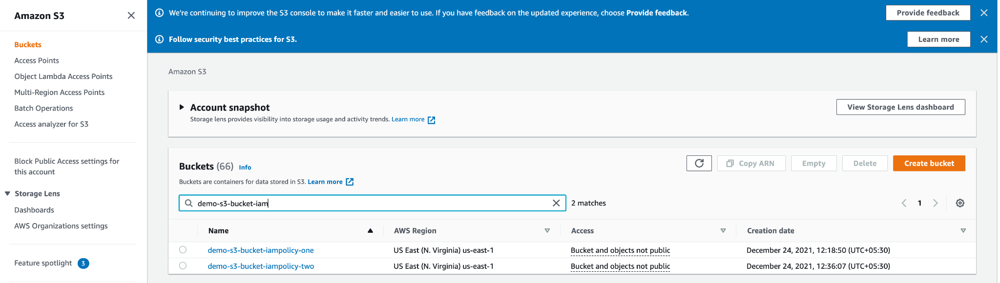 Amazon S3
Buckets
Access Points
Object Lambda Access Points
Multi-Region Access Points
Batch Operations
Access analyzer for S3
Block Public Access settings for
this account
Storage Lens
Dashboards
AWS Organizations settings
Feature spotlight 3
We're continuing to improve the S3 console to make it faster and easier to use. If you have feedback on the updated experience, choose Provide feedback. Provide feedback
Follow security best practices for S3. Learn more
Amazon S3
Account snapshot View Storage Lens dashboard
Storage lens provides visibility into storage usage and activity trends. Learn more
Buckets (66) Info Copy ARN Empty Delete Create bucket
Buckets are containers for data stored in S3. Learn more
demo-s3-bucket-iam 2 matches 1
Name AWS Region Access Creation date
demo-s3-bucket-iampolicy-one US East (N. Virginia) us-east-1 Bucket and objects not public December 24, 2021, 12:18:50 (UTC+05:30)
demo-s3-bucket-iampolicy-two US East (N. Virginia) us-east-1 Bucket and objects not public December 24, 2021, 12:36:07 (UTC+05:30)